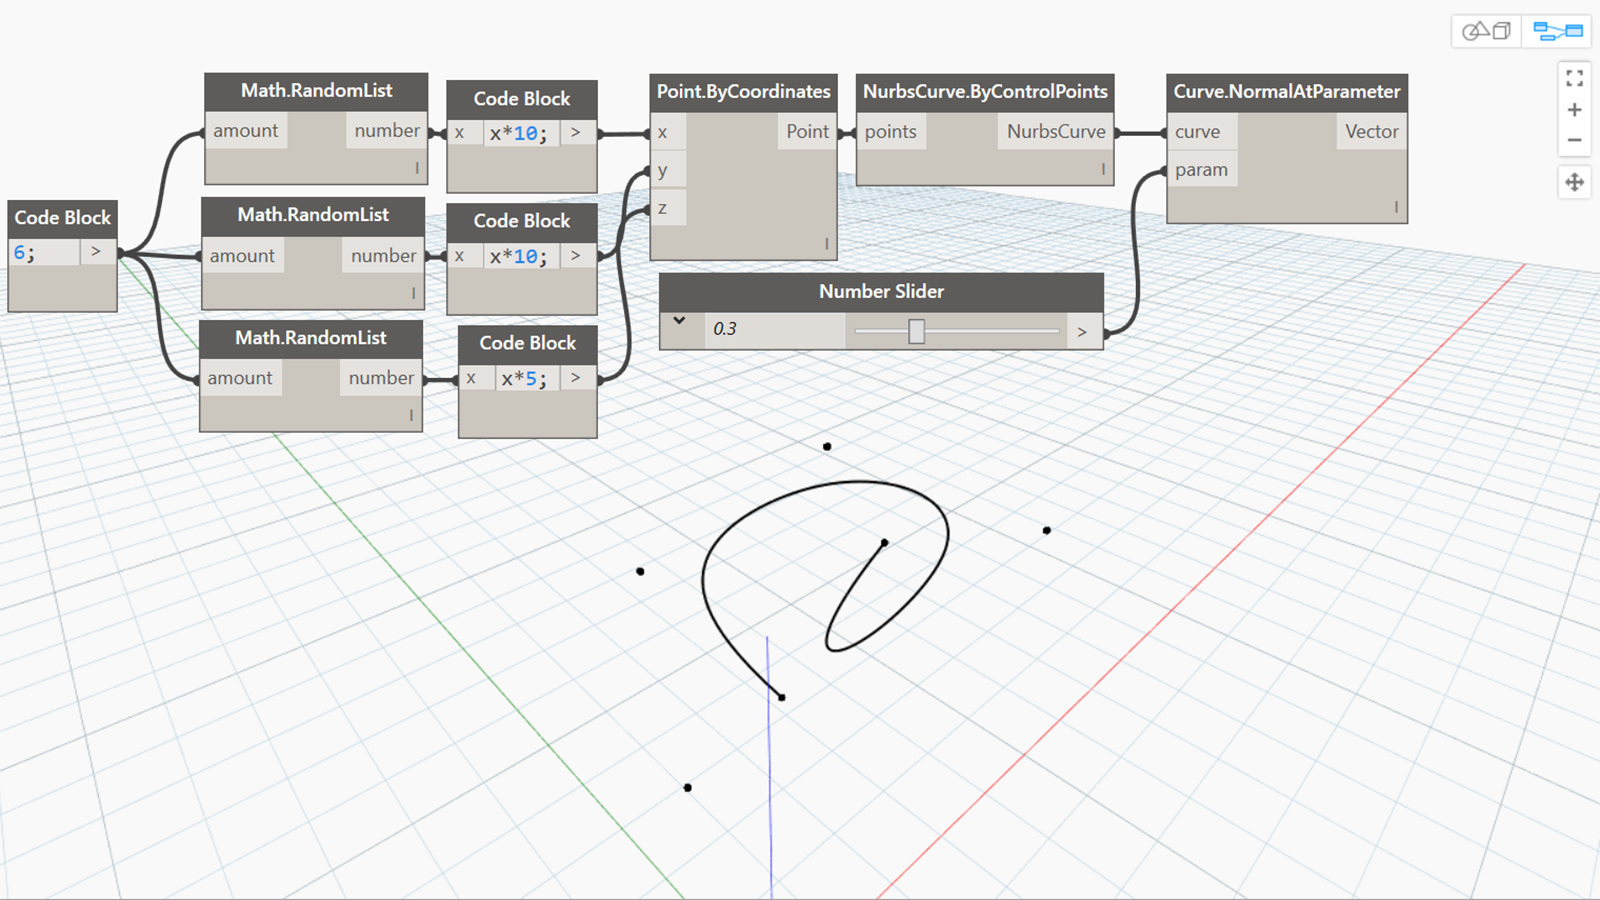 Code Block
6; >
Math.RandomList
amount number
l
Math.RandomList
amount number
l
Math.RandomList
amount number
l
Code Block
x x*10; >
Code Block
x x*10; >
Code Block
x x*5; >
Point.ByCoordinates
x Point
y
z
l
NurbsCurve.ByControlPoints
points NurbsCurve
l
Number Slider
0.3 >
Curve.NormalAtParameter
curve Vector
param
l